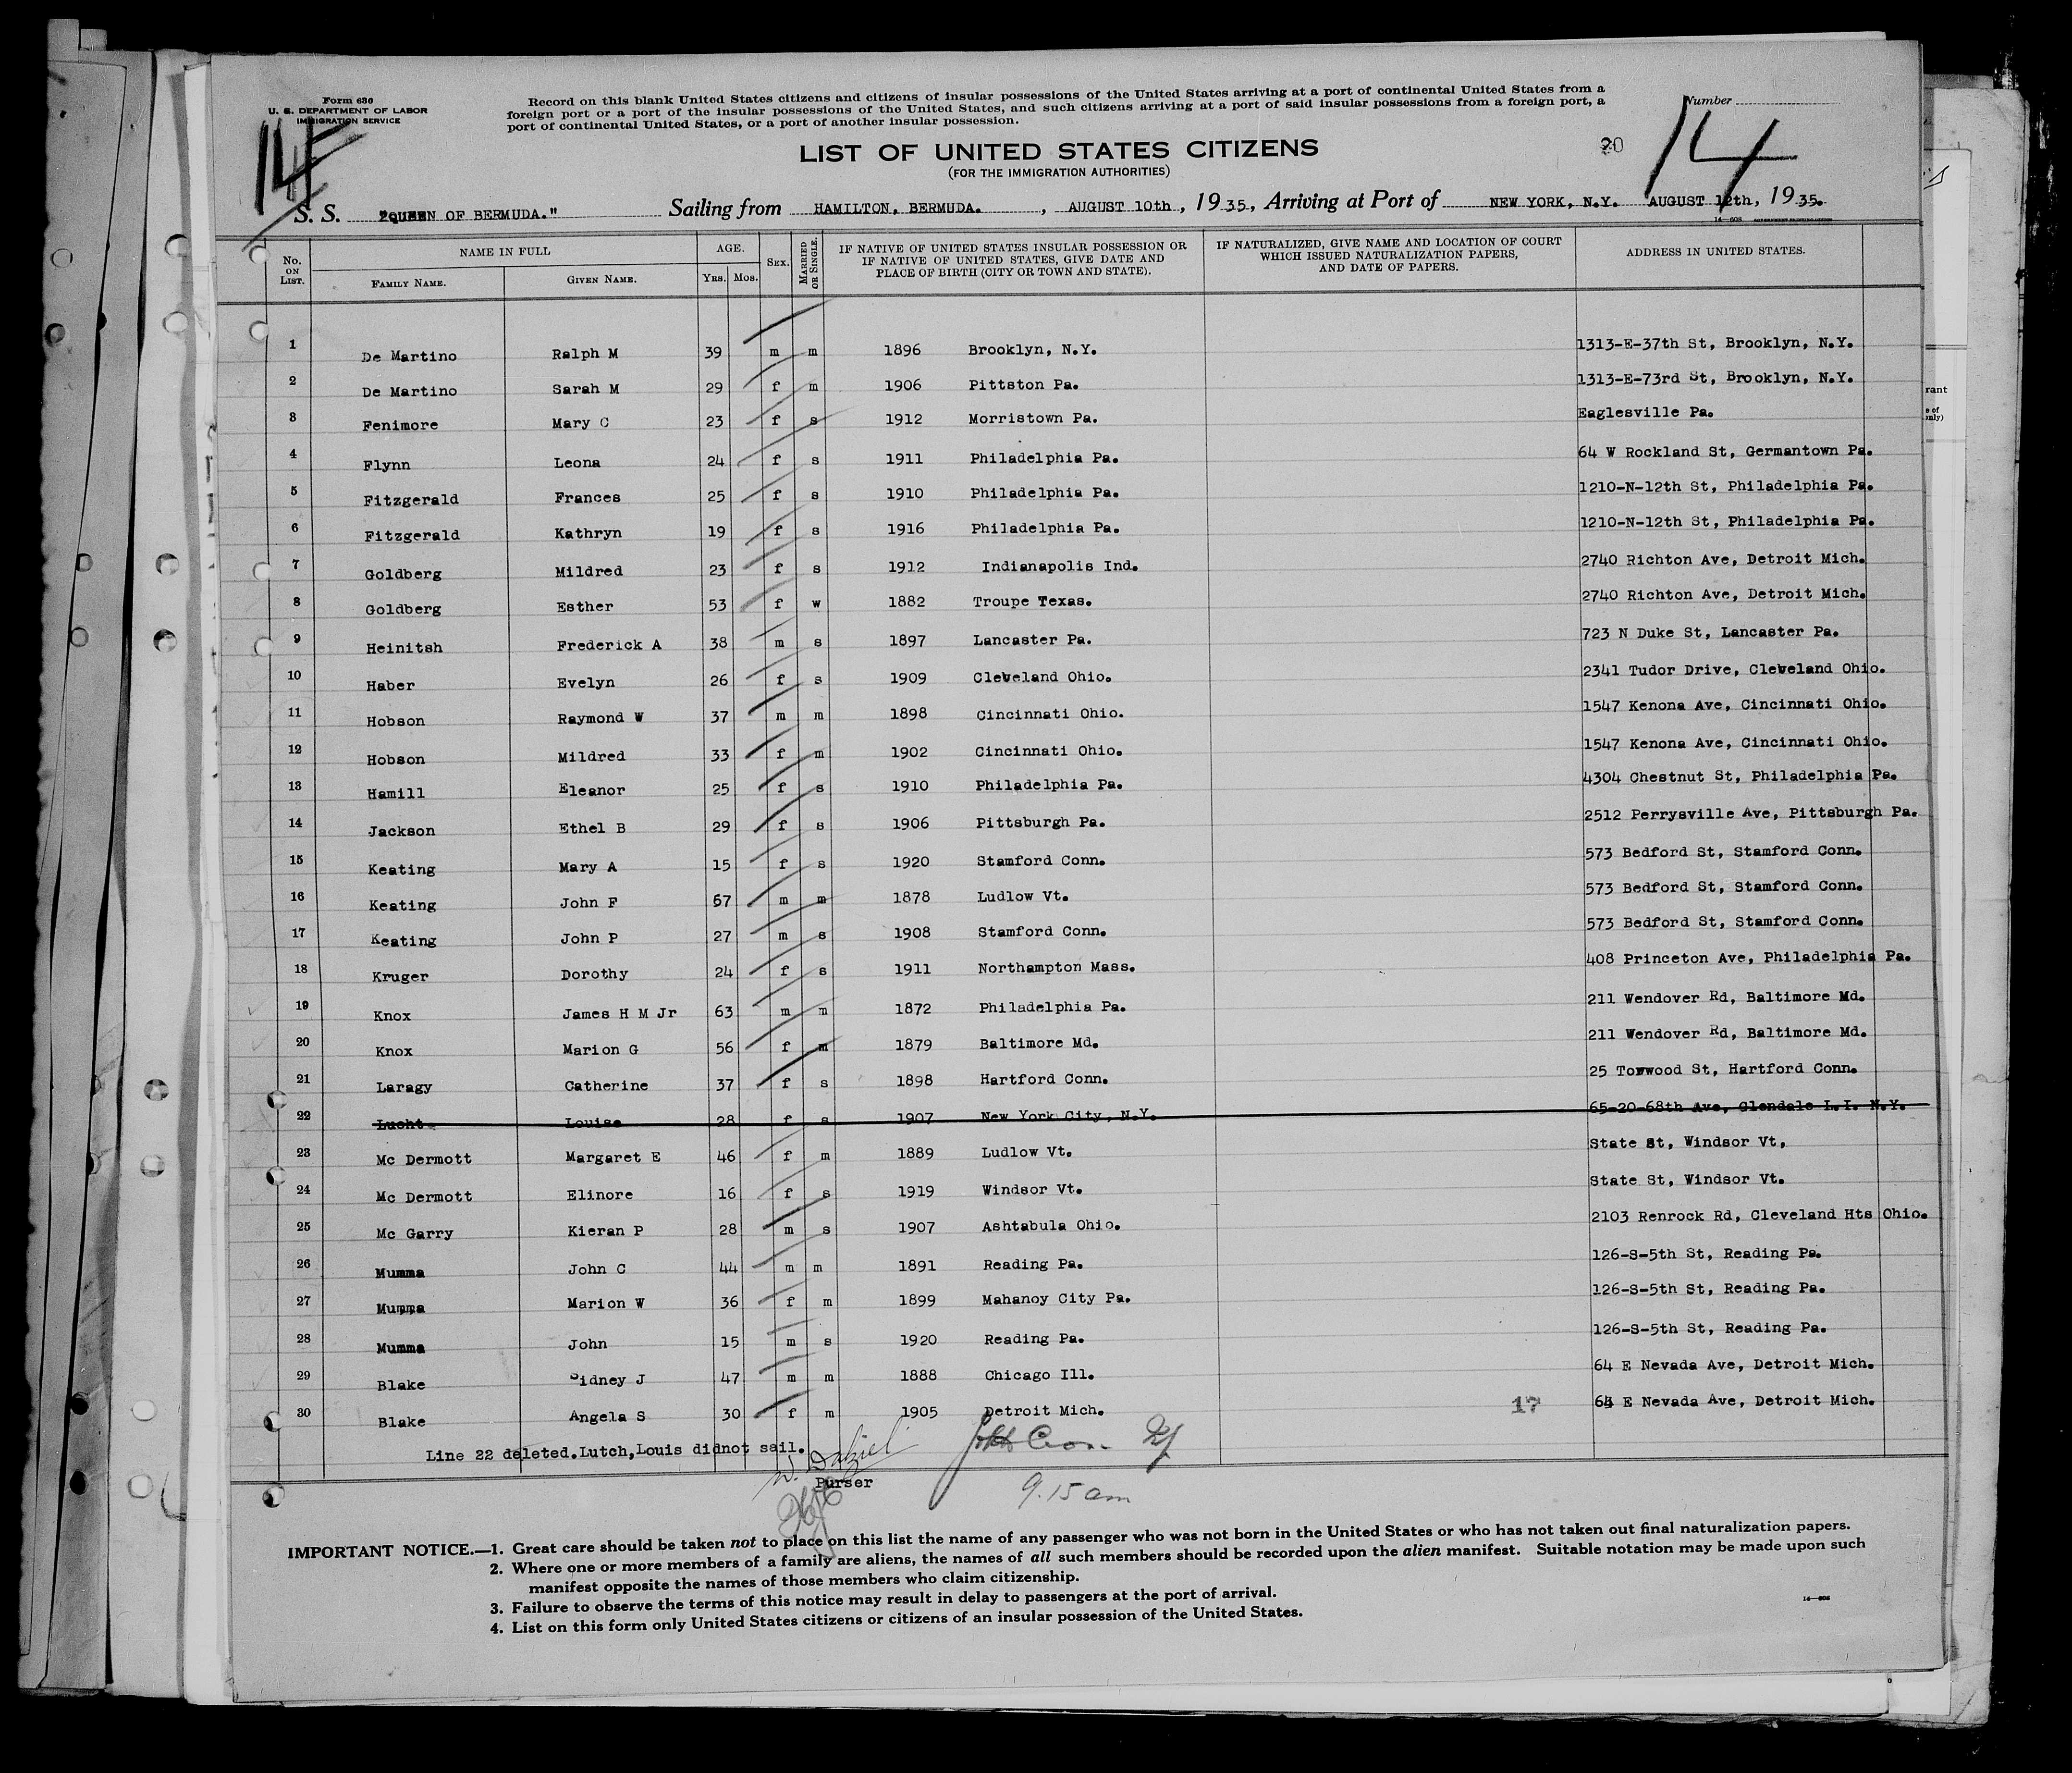 Form 630
U. S. DEPARTMENT OF LABOR
IMMIGRATION SERVICE
Record on this blank United States citizens and citizens of insular possessions of the United States arriving at a port of continental United States from a
foreign port or a port of the insular possessions of the United States, and such citizens arriving at a port of said insular possessions from a foreign port, a
port of continental United States, or a port of another insular possession.
Number
14
20
14
LIST OF UNITED STATES CITIZENS
(FOR THE IMMIGRATION AUTHORITIES)
S. S. "QUEEN OF BERMUDA." Sailing from HAMILTON, BERMUDA. , AUGUST 10th , 1935, Arriving at Port of NEW YORK, N.Y. AUGUST 12th, 1935.
No. ON LIST. NAME IN FULL FAMILY NAME. GIVEN NAME. AGE. YRS. MOS. SEX. MARRIED OR SINGLE. IF NATIVE OF UNITED STATES INSULAR POSSESSION OR IF NATIVE OF UNITED STATES, GIVE DATE AND PLACE OF BIRTH (CITY OR TOWN AND STATE). IF NATURALIZED, GIVE NAME AND LOCATION OF COURT WHICH ISSUED NATURALIZATION PAPERS, AND DATE OF PAPERS. ADDRESS IN UNITED STATES.
1 De Martino Ralph M 39 m m 1896 Brooklyn, N.Y. 1313-E-37th St, Brooklyn, N.Y.
2 De Martino Sarah M 29 f m 1906 Pittston Pa. 1313-E-73rd St, Brooklyn, N.Y.
3 Fenimore Mary C 23 f s 1912 Morristown Pa. Eaglesville Pa.
4 Flynn Leona 24 f s 1911 Philadelphia Pa. 64 W Rockland St, Germantown Pa.
5 Fitzgerald Frances 25 f s 1910 Philadelphia Pa. 1210-N-12th St, Philadelphia Pa.
6 Fitzgerald Kathryn 19 f s 1916 Philadelphia Pa. 1210-N-12th St, Philadelphia Pa.
7 Goldberg Mildred 23 f s 1912 Indianapolis Ind. 2740 Richton Ave, Detroit Mich.
8 Goldberg Esther 53 f w 1882 Troupe Texas. 2740 Richton Ave, Detroit Mich.
9 Heinitsh Frederick A 38 m s 1897 Lancaster Pa. 723 N Duke St, Lancaster Pa.
10 Haber Evelyn 26 f s 1909 Cleveland Ohio. 2341 Tudor Drive, Cleveland Ohio.
11 Hobson Raymond W 37 m m 1898 Cincinnati Ohio. 1547 Kenona Ave, Cincinnati Ohio.
12 Hobson Mildred 33 f m 1902 Cincinnati Ohio. 1547 Kenona Ave, Cincinnati Ohio.
13 Hamill Eleanor 25 f s 1910 Philadelphia Pa. 4304 Chestnut St, Philadelphia Pa.
14 Jackson Ethel B 29 f s 1906 Pittsburgh Pa. 2512 Perrysville Ave, Pittsburgh Pa.
15 Keating Mary A 15 f s 1920 Stamford Conn. 573 Bedford St, Stamford Conn.
16 Keating John F 57 m m 1878 Ludlow Vt. 573 Bedford St, Stamford Conn.
17 Keating John P 27 m s 1908 Stamford Conn. 573 Bedford St, Stamford Conn.
18 Kruger Dorothy 24 f s 1911 Northampton Mass. 408 Princeton Ave, Philadelphia Pa.
19 Knox James H M Jr 63 m m 1872 Philadelphia Pa. 211 Wendover Rd, Baltimore Md.
20 Knox Marion G 56 f m 1879 Baltimore Md. 211 Wendover Rd, Baltimore Md.
21 Laragy Catherine 37 f s 1898 Hartford Conn. 25 Torwood St, Hartford Conn.
22 Lucht Louise 28 f s 1907 New York City, N.Y. 65-20-68th Ave, Glendale L.I. N.Y.
23 Mc Dermott Margaret E 46 f m 1889 Ludlow Vt. State St, Windsor Vt,
24 Mc Dermott Elinore 16 f s 1919 Windsor Vt. State St, Windsor Vt.
25 Mc Garry Kieran P 28 m s 1907 Ashtabula Ohio. 2103 Renrock Rd, Cleveland Hts Ohio.
26 Mumma John C 44 m m 1891 Reading Pa. 126-S-5th St, Reading Pa.
27 Mumma Marion W 36 f m 1899 Mahanoy City Pa. 126-S-5th St, Reading Pa.
28 Mumma John 15 m s 1920 Reading Pa. 126-S-5th St, Reading Pa.
29 Blake Sidney J 47 m m 1888 Chicago Ill. 64 E Nevada Ave, Detroit Mich.
30 Blake Angela S 30 f m 1905 Detroit Mich. 17 64 E Nevada Ave, Detroit Mich.
Line 22 deleted.Lutch,Louis didnot sail.
Purser
9.15 am
IMPORTANT NOTICE.—1. Great care should be taken not to place on this list the name of any passenger who was not born in the United States or who has not taken out final naturalization papers.
2. Where one or more members of a family are aliens, the names of all such members should be recorded upon the alien manifest. Suitable notation may be made upon such
manifest opposite the names of those members who claim citizenship.
3. Failure to observe the terms of this notice may result in delay to passengers at the port of arrival.
4. List on this form only United States citizens or citizens of an insular possession of the United States.